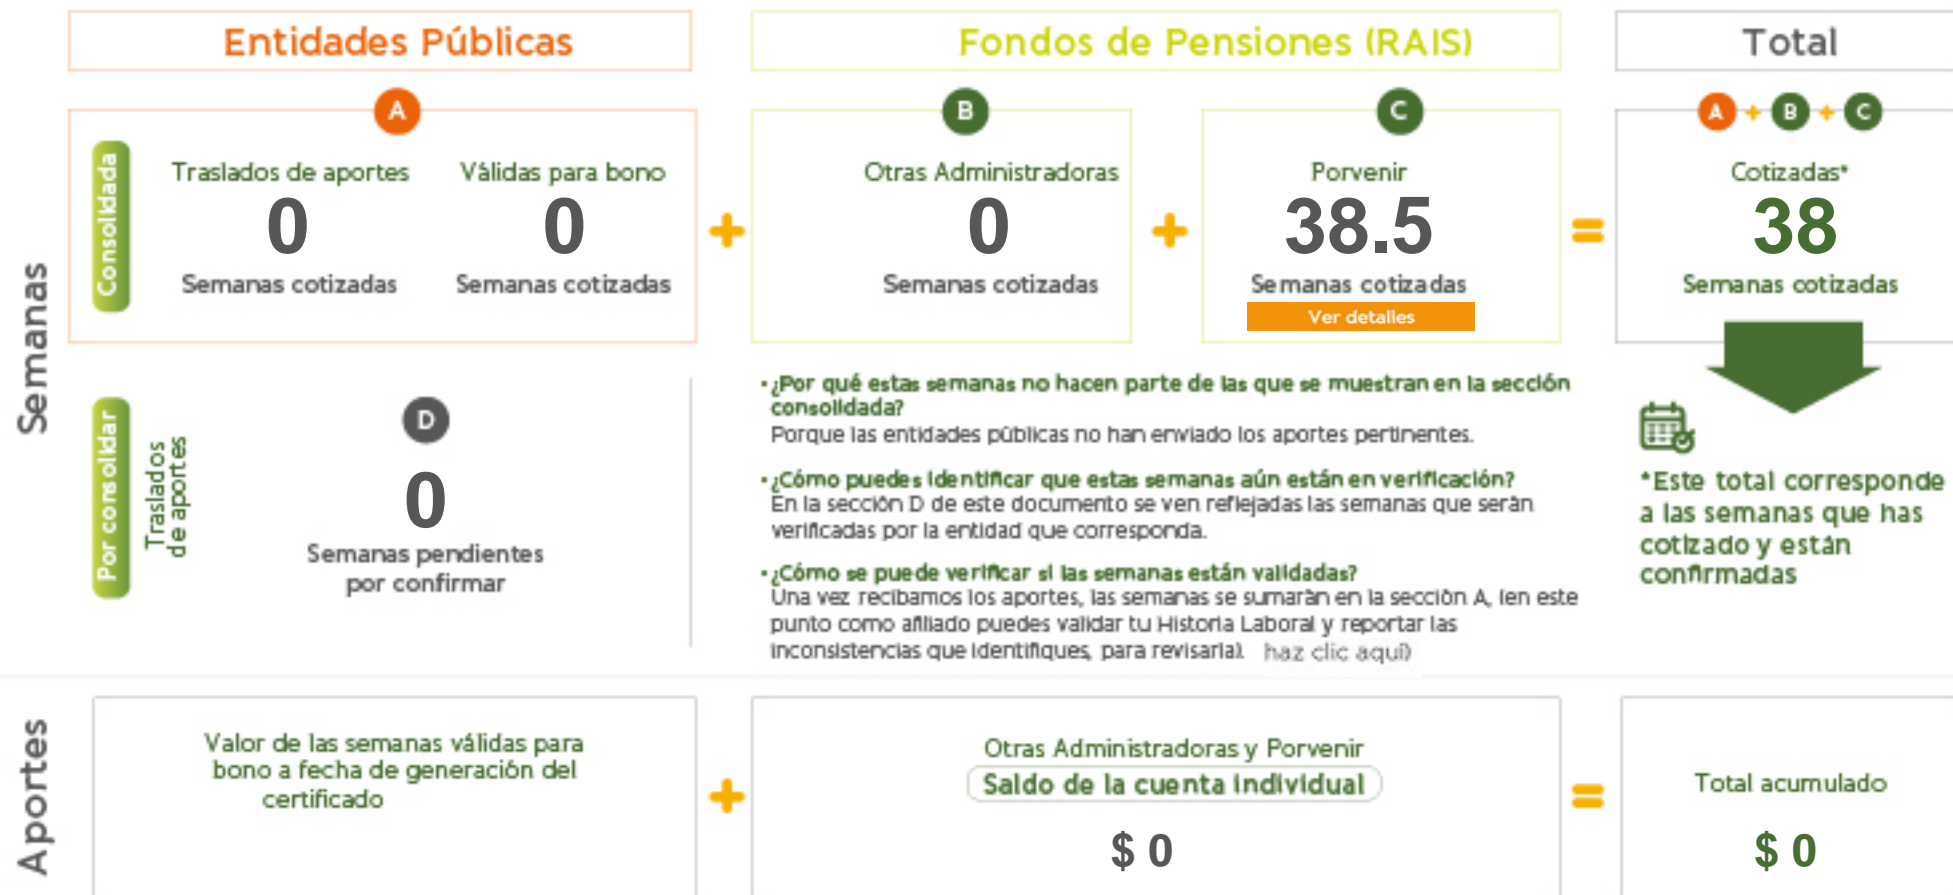 Entidades Públicas
Fondos de Pensiones (RAIS)
Total
Semanas
Consolidada
A
Traslados de aportes
0
Semanas cotizadas
Válidas para bono
0
Semanas cotizadas
+
B
Otras Administradoras
0
Semanas cotizadas
+
C
Porvenir
38.5
Semanas cotizadas
Ver detalles
=
A + B + C
Cotizadas*
38
Semanas cotizadas
Por consolidar
Traslados
de aportes
D
0
Semanas pendientes
por confirmar
• ¿Por qué estas semanas no hacen parte de las que se muestran en la sección
consolidada?
Porque las entidades públicas no han enviado los aportes pertinentes.
• ¿Cómo puedes identificar que estas semanas aún están en verificación?
En la sección D de este documento se ven reflejadas las semanas que serán
verificadas por la entidad que corresponda.
• ¿Cómo se puede verificar si las semanas están validadas?
Una vez recibamos los aportes, las semanas se sumarán en la sección A, (en este
punto como afiliado puedes validar tu Historia Laboral y reportar las
inconsistencias que identifiques, para revisarla). haz clic aquí)
*Este total corresponde
a las semanas que has
cotizado y están
confirmadas
Aportes
Valor de las semanas válidas para
bono a fecha de generación del
certificado
+
Otras Administradoras y Porvenir
Saldo de la cuenta individual
$ 0
=
Total acumulado
$ 0